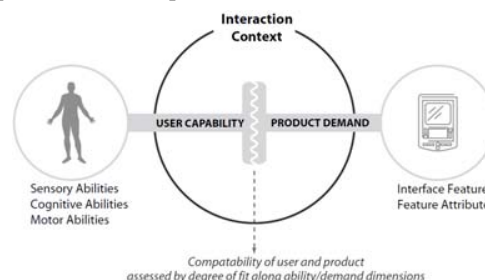 Interaction
Context
USER CAPABILITY
PRODUCT DEMAND
Sensory Abilities
Cognitive Abilities
Motor Abilities
Interface Feature
Feature Attribute
Compatability of user and product
assessed by degree of fit along ability/demand dimensions